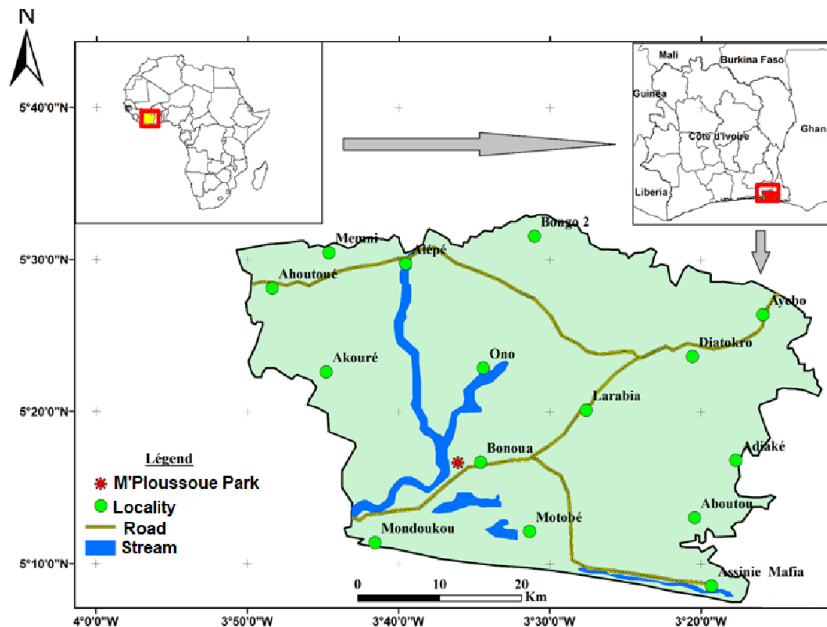 N
Mali
Burkina Faso
Guinéa
Ghan
Côte d'Ivoire
Liberia
5°40'0"N
5°30'0"N
5°20'0"N
5°10'0"N
Memni
Alépé
Bongo 2
Ahoutoué
Ayebo
Akouré
Ono
Diatokro
Larabia
Bonoua
Adiaké
Légend
M'Ploussoue Park
Locality
Road
Stream
Mondoukou
Motobé
Aboutou
Assinie Mafia
0 10 20
Km
4°0'0"W
3°50'0"W
3°40'0"W
3°30'0"W
3°20'0"W